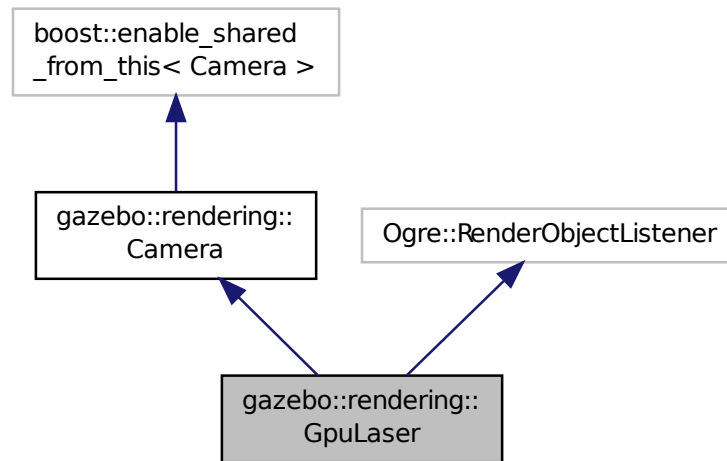 boost::enable_shared
_from_this< Camera >
gazebo::rendering::
Camera
Ogre::RenderObjectListener
gazebo::rendering::
GpuLaser